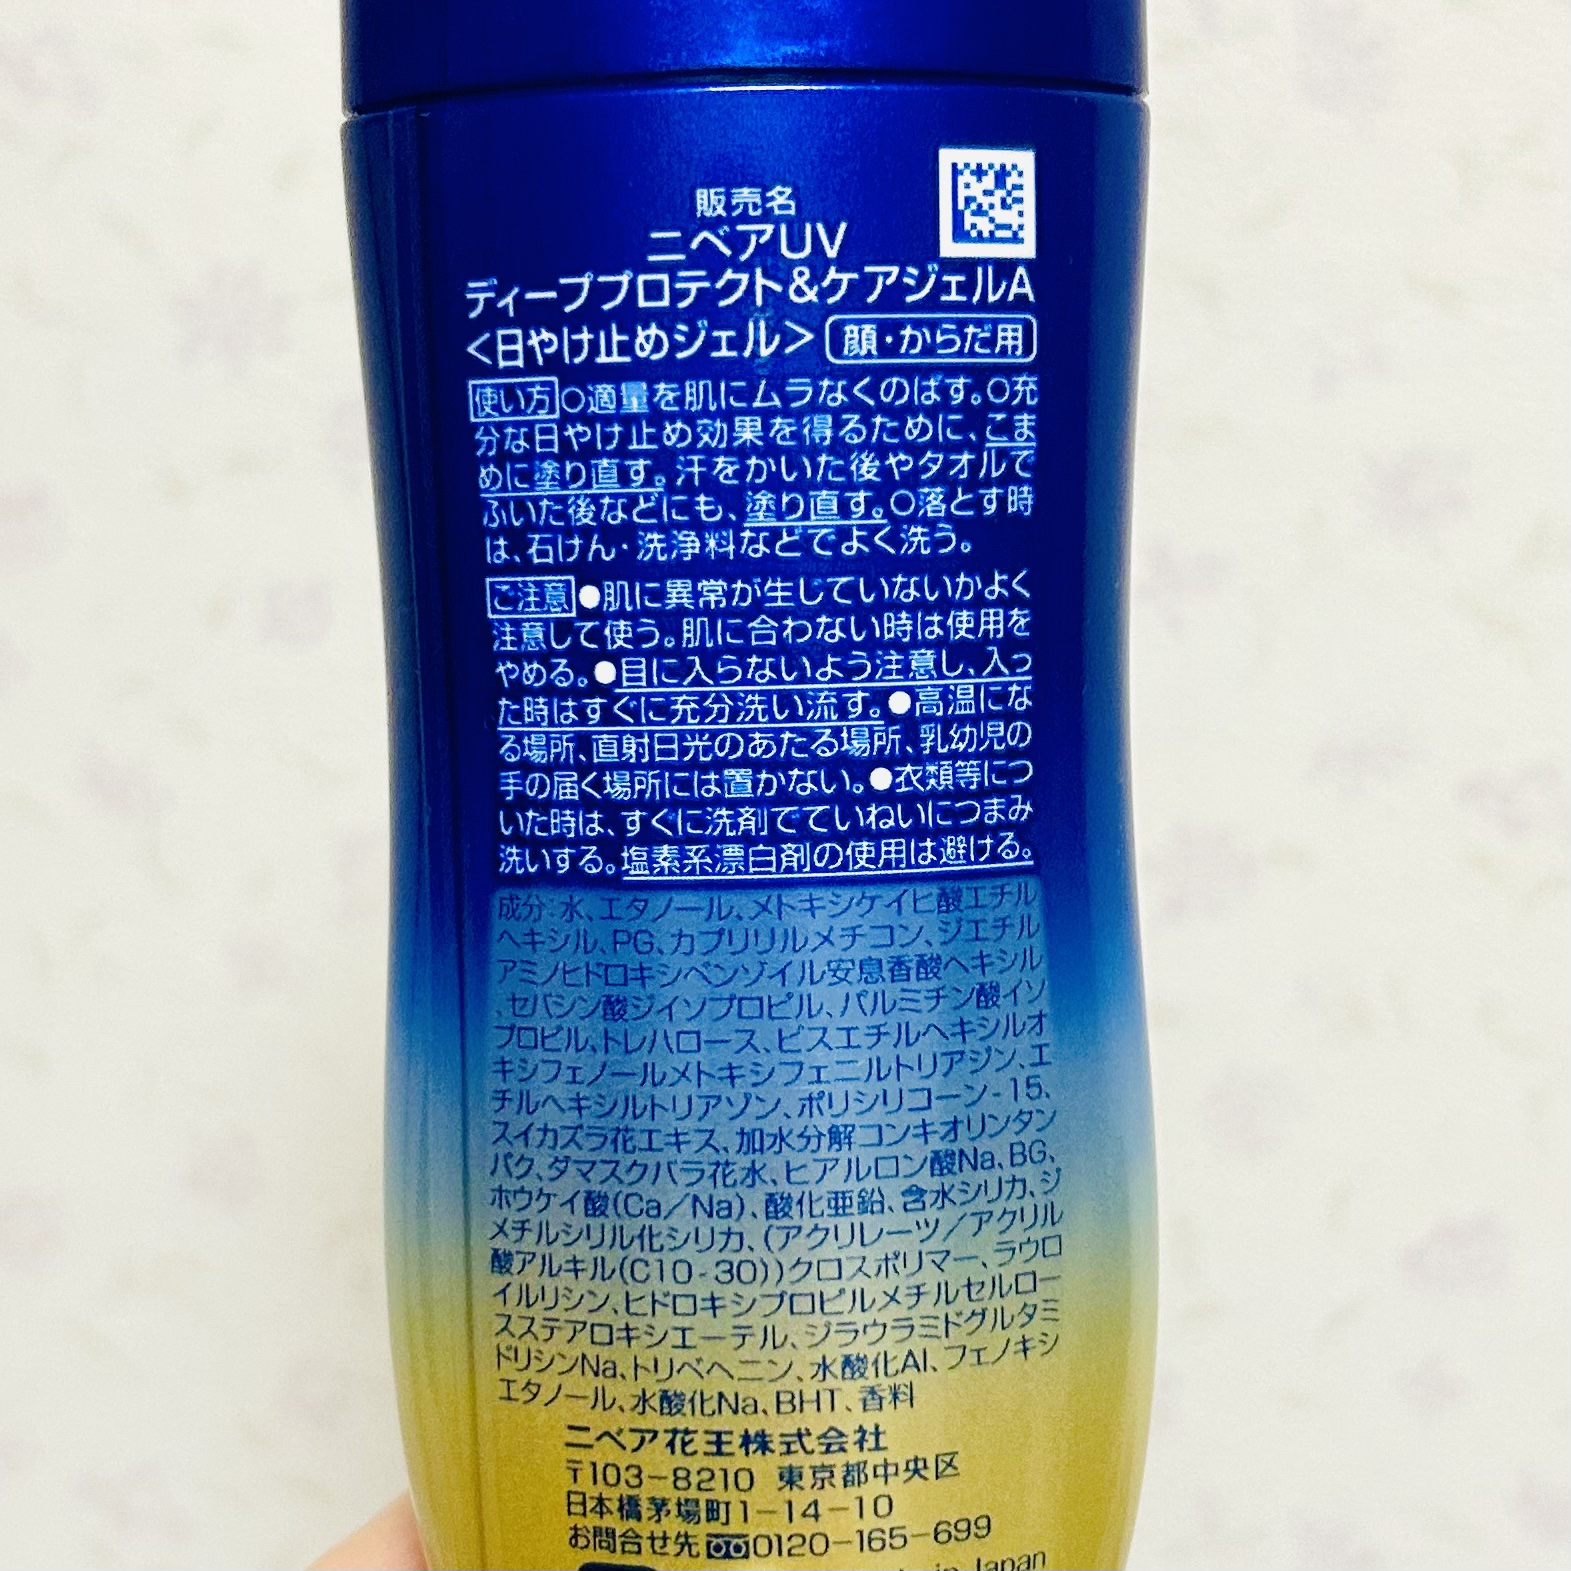 販売名
ニベアUV
ディーププロテクト&ケアジェルA
<日やけ止めジェル> 顔・からだ用
使い方○適量を肌にムラなくのばす。○充
分な日やけ止め効果を得るために、こま
めに塗り直す。汗をかいた後やタオルで
ふいた後などにも、塗り直す。○落とす時
は、石けん・洗浄料などでよく洗う。
ご注意●肌に異常が生じていないかよく
注意して使う。肌に合わない時は使用を
やめる。●目に入らないよう注意し、入っ
た時はすぐに充分洗い流す。●高温にな
る場所、直射日光のあたる場所、乳幼児の
手の届く場所には置かない。●衣類等につ
いた時は、すぐに洗剤でていねいにつまみ
洗いする。塩素系漂白剤の使用は避ける。
成分:水、エタノール、メトキシケイヒ酸エチル
ヘキシル、PG、カプリリルメチコン、ジエチル
アミノヒドロキシベンゾイル安息香酸ヘキシル
、セバシン酸ジイソプロピル、パルミチン酸イソ
プロピル、トレハロース、ビスエチルヘキシルオ
キシフェノールメトキシフェニルトリアジン、エ
チルヘキシルトリアゾン、ポリシリコーン-15、
スイカズラ花エキス、加水分解コンキオリンタン
パク、ダマスクバラ花水、ヒアルロン酸Na、BG、
ホウケイ酸(Ca/Na)、酸化亜鉛、含水シリカ、ジ
メチルシリル化シリカ、(アクリレーツ/アクリル
酸アルキル(C10-30))クロスポリマー、ラウロ
イルリシン、ヒドロキシプロピルメチルセルロー
スステアロキシエーテル、ジラウラミドグルタミ
ドリシンNa、トリベヘニン、水酸化Al、フェノキシ
エタノール、水酸化Na、BHT、香料
ニベア花王株式会社
〒103-8210 東京都中央区
日本橋茅場町1-14-10
お問合せ先 0120-165-699
in Japan